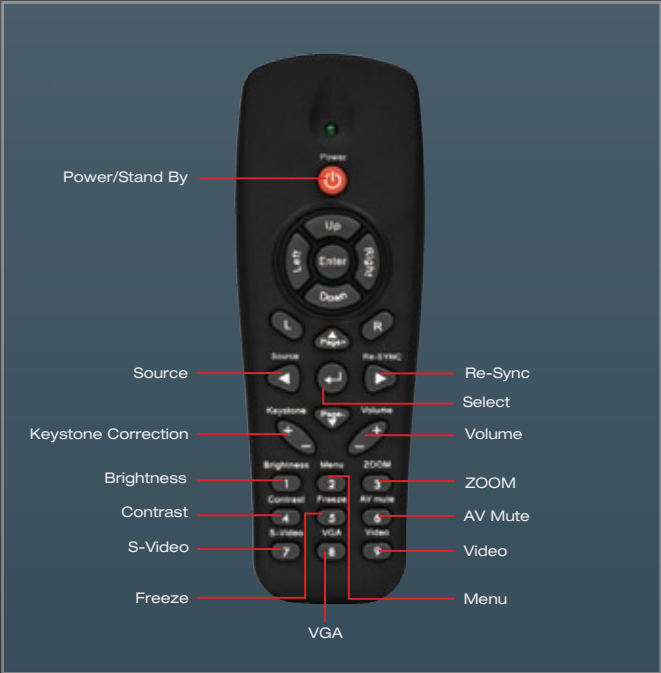 Power
Power/Stand By
Up
Left
Enter
Right
Down
L
R
Page+
Source
Re-SYNC
Source
Re-Sync
Select
Keystone
Page-
Volume
Keystone Correction
Volume
Brightness
Menu
ZOOM
Brightness
1
2
3
ZOOM
Contrast
Freeze
AV mute
Contrast
4
5
6
AV Mute
S-Video
VGA
Video
S-Video
7
8
9
Video
Freeze
Menu
VGA